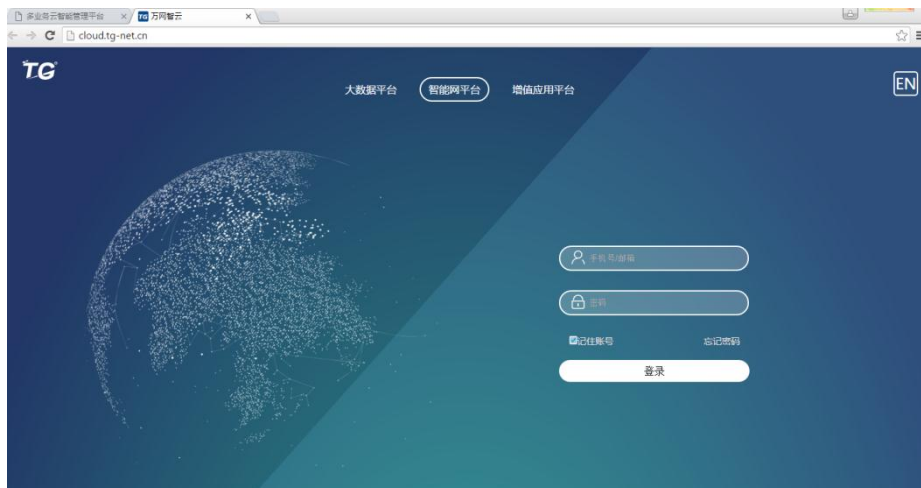 多业务云智能管理平台
TG 万网智云
cloud.tg-net.cn
TG
大数据平台 智能网平台 增值应用平台
EN
手机号/邮箱
密码
记住账号 忘记密码
登录